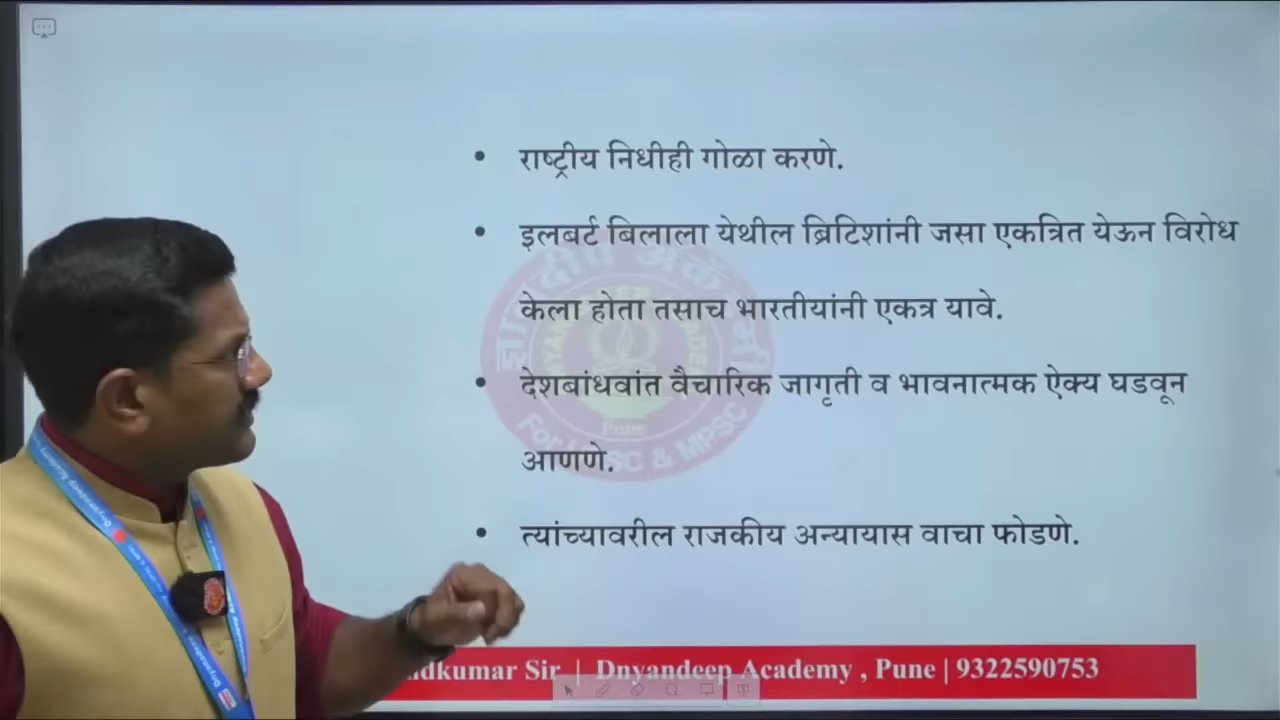 • राष्ट्रीय निधीही गोळा करणे.
• इलबर्ट बिलाला येथील ब्रिटिशांनी जसा एकत्रित येऊन विरोध
केला होता तसाच भारतीयांनी एकत्र यावे.
• देशबांधवांत वैचारिक जागृती व भावनात्मक ऐक्य घडवून
आणणे.
• त्यांच्यावरील राजकीय अन्यायास वाचा फोडणे.
dkumar Sir | Dnyandeep Academy , Pune | 9322590753